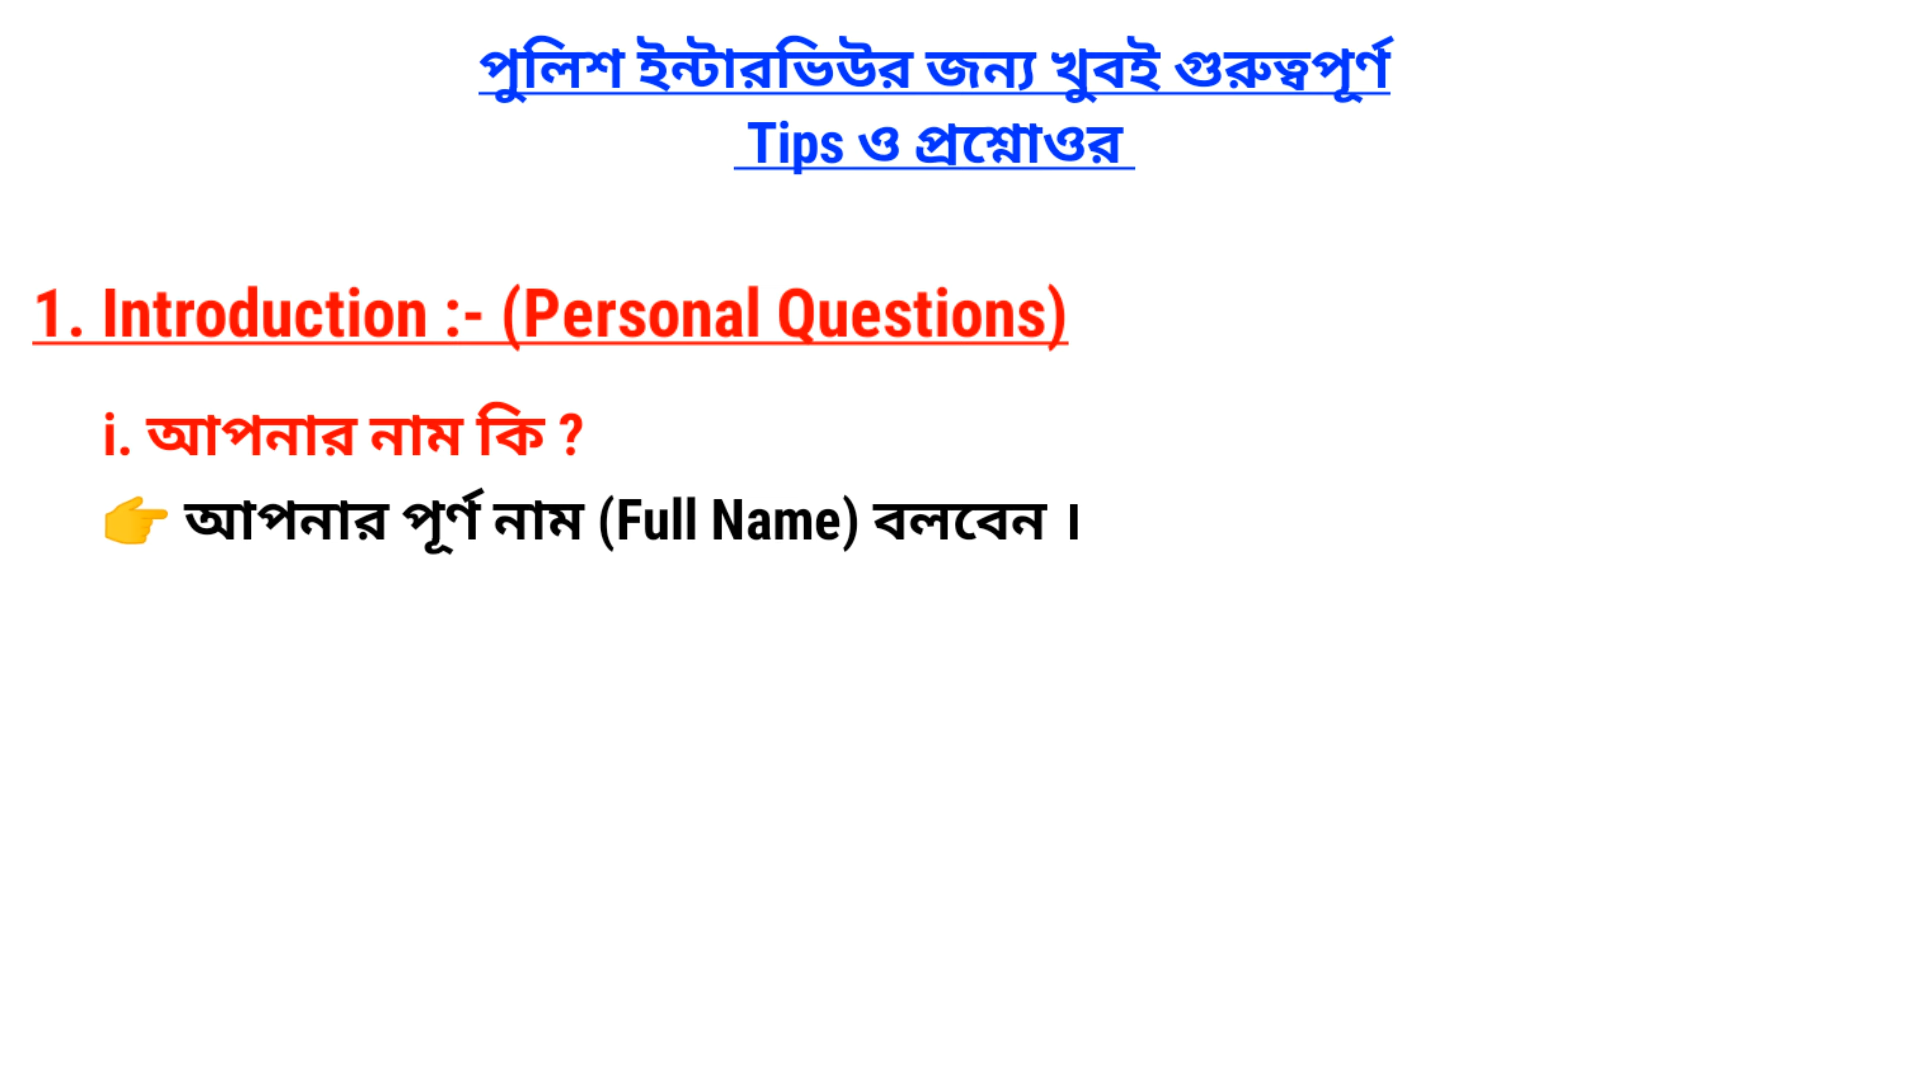 পুলিশ ইন্টারভিউর জন্য খুবই গুরুত্বপূর্ণ
Tips ও প্রশ্নোওর
1. Introduction :- (Personal Questions)
i. আপনার নাম কি ?
👉 আপনার পূর্ণ নাম (Full Name) বলবেন ।